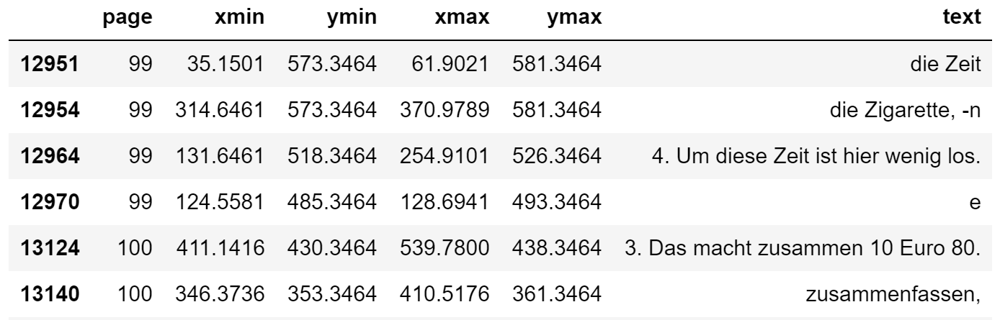 page xmin ymin xmax ymax text
12951 99 35.1501 573.3464 61.9021 581.3464 die Zeit
12954 99 314.6461 573.3464 370.9789 581.3464 die Zigarette, -n
12964 99 131.6461 518.3464 254.9101 526.3464 4. Um diese Zeit ist hier wenig los.
12970 99 124.5581 485.3464 128.6941 493.3464 e
13124 100 411.1416 430.3464 539.7800 438.3464 3. Das macht zusammen 10 Euro 80.
13140 100 346.3736 353.3464 410.5176 361.3464 zusammenfassen,